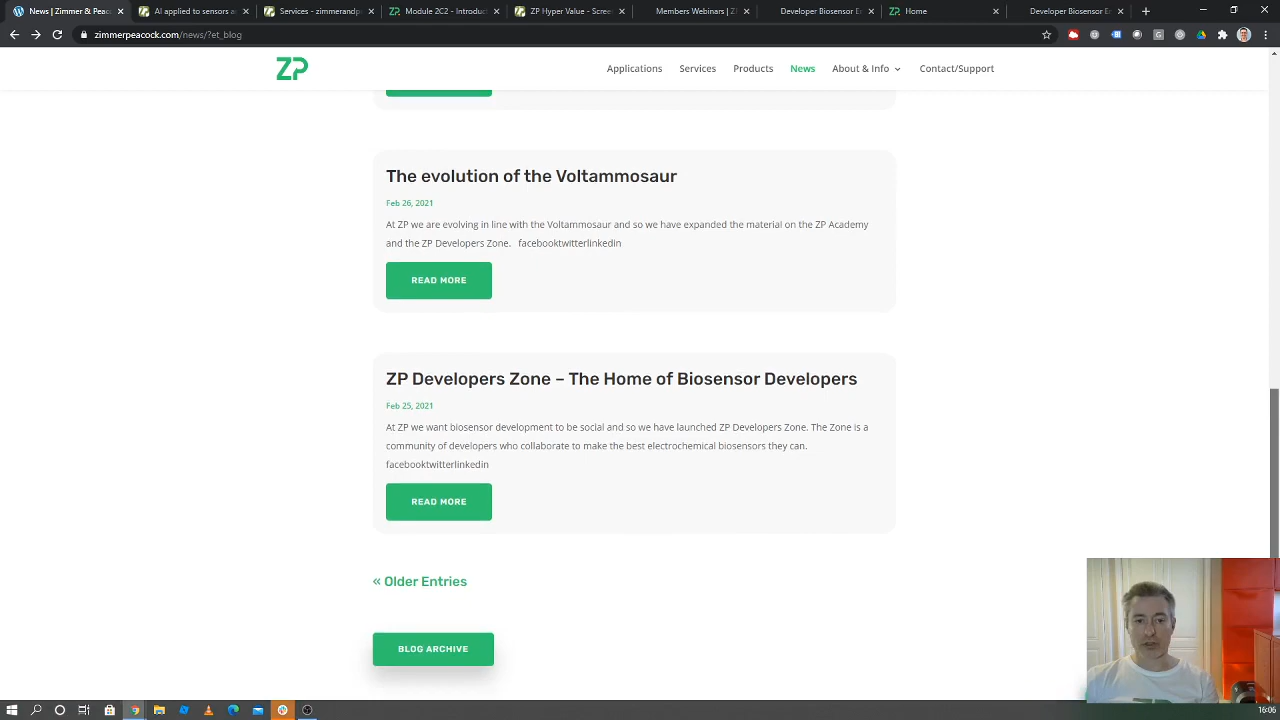 News | Zimmer & Peac
AI applied to sensors a
zimmerpeacock.com/news/
Module 2C2 - Introduc
ZP Hyper Value - Scree
Members Webinars | Z
Developer Biosensor E
Home
Developer Biosensor E
zimmerpeacock.com/news/?et_blog
ZP
Applications
Services
Products
News
About & Info
Contact/Support
The evolution of the Voltammosaur
Feb 26, 2021
At ZP we are evolving in line with the Voltammosaur and so we have expanded the material on the ZP Academy
and the ZP Developers Zone. facebooktwitterlinkedin
READ MORE
ZP Developers Zone – The Home of Biosensor Developers
Feb 25, 2021
At ZP we want biosensor development to be social and so we have launched ZP Developers Zone. The Zone is a
community of developers who collaborate to make the best electrochemical biosensors they can.
facebooktwitterlinkedin
READ MORE
« Older Entries
BLOG ARCHIVE
16:06